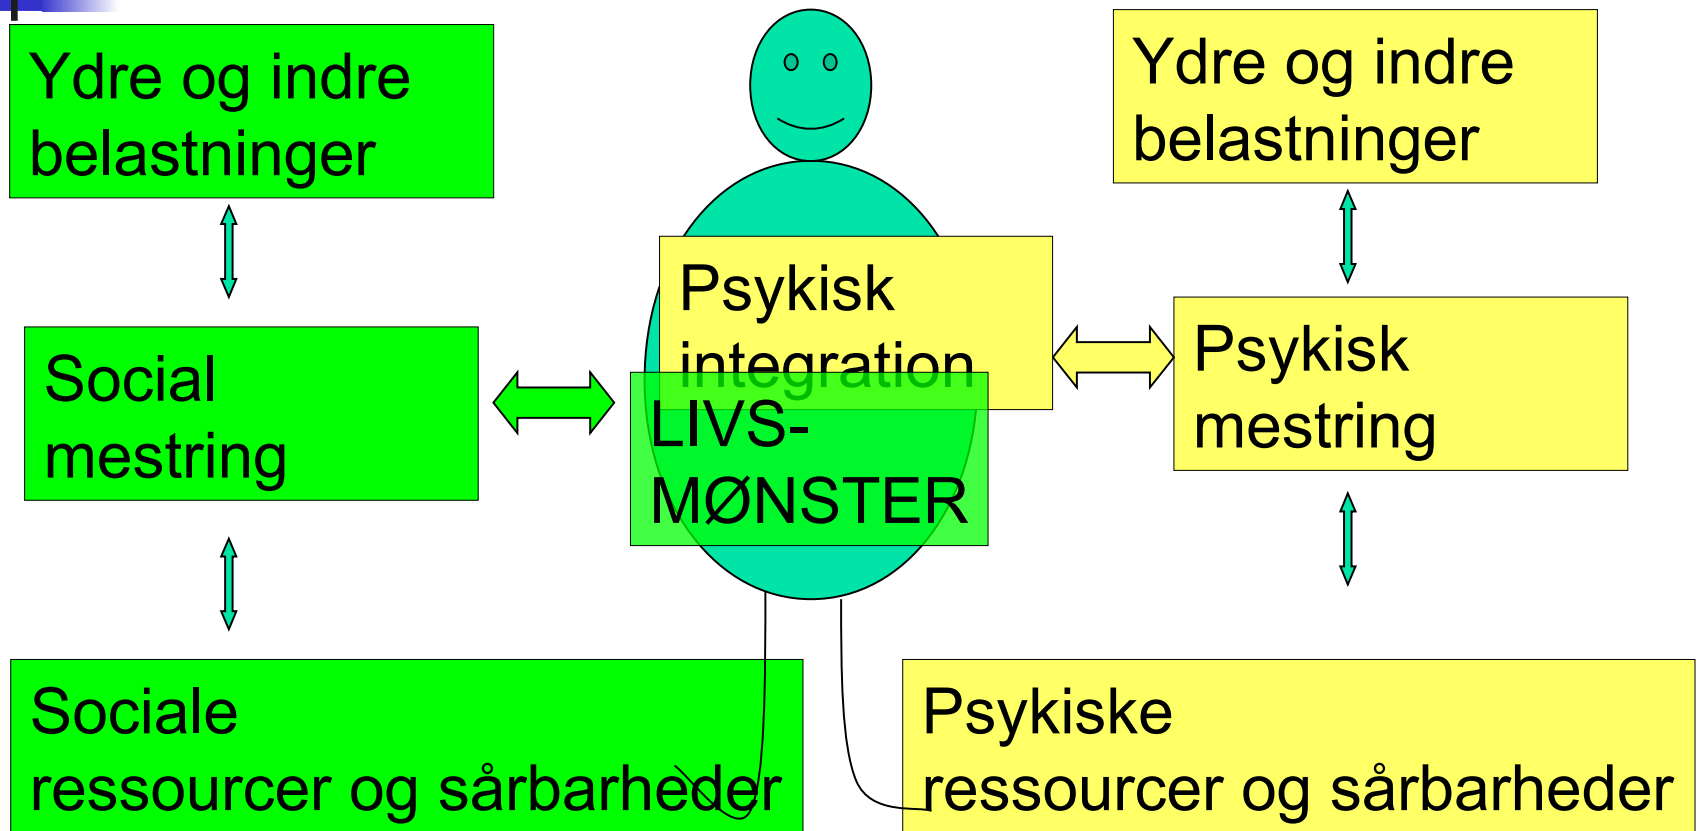 Ydre og indre
belastninger
Social
mestring
Sociale
ressourcer og sårbarheder
Psykisk
integration
LIVS-
MØNSTER
Ydre og indre
belastninger
Psykisk
mestring
Psykiske
ressourcer og sårbarheder